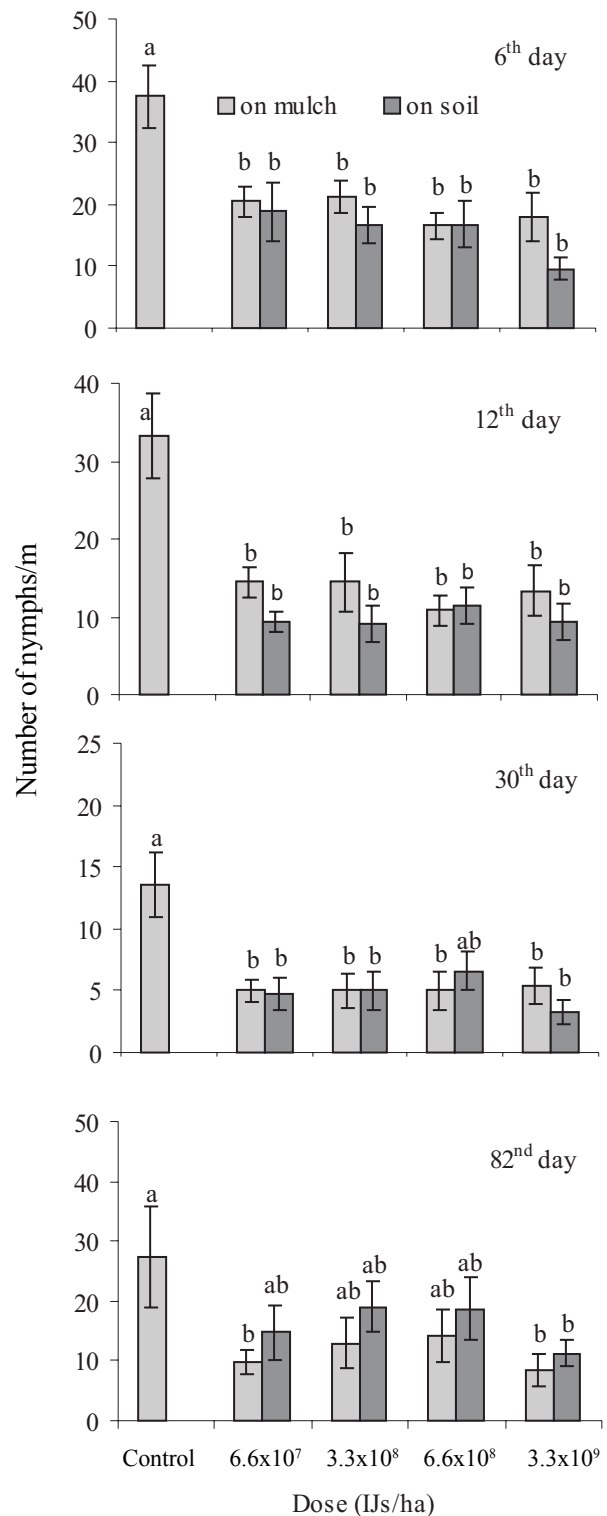 50
6th day
a
40
on mulch
on soil
30
b b b b b b b b
20
10
0
40
12th day
a
30
20
b b b b b b b b
10
0
25
30th day
20
a
15
10
b b b b b ab b b
5
0
50
82nd day
40
a
30
b ab ab ab ab ab b b
20
10
0
Number of nymphs/m
Control 6.6x10⁷ 3.3x10⁸ 6.6x10⁸ 3.3x10⁹
Dose (IJs/ha)